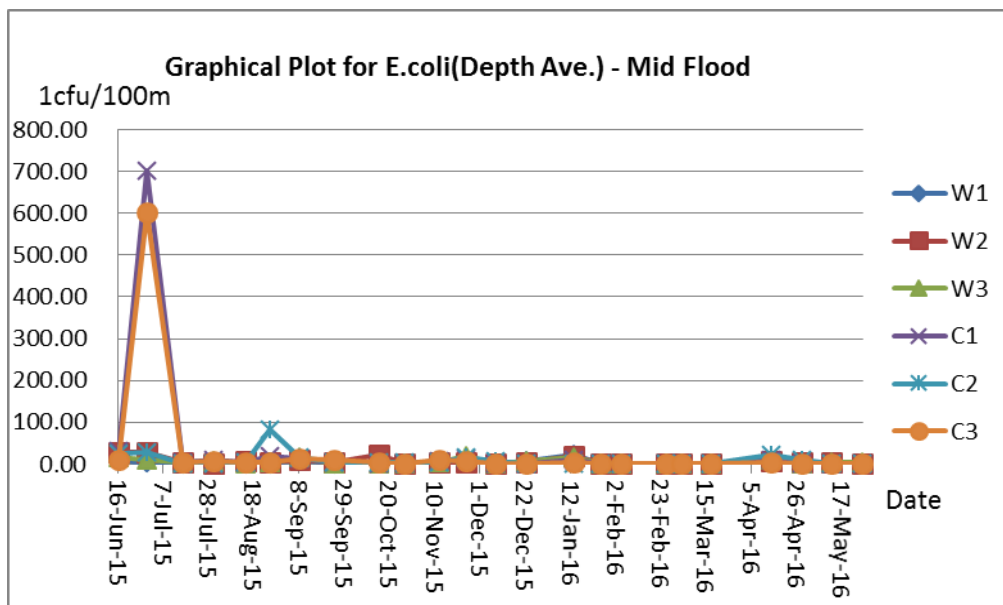 Graphical Plot for E.coli(Depth Ave.) - Mid Flood
1cfu/100m
800.00
700.00
600.00
500.00
400.00
300.00
200.00
100.00
0.00
16-Jun-15
7-Jul-15
28-Jul-15
18-Aug-15
8-Sep-15
29-Sep-15
20-Oct-15
10-Nov-15
1-Dec-15
22-Dec-15
12-Jan-16
2-Feb-16
23-Feb-16
15-Mar-16
5-Apr-16
26-Apr-16
17-May-16
Date
W1
W2
W3
C1
C2
C3